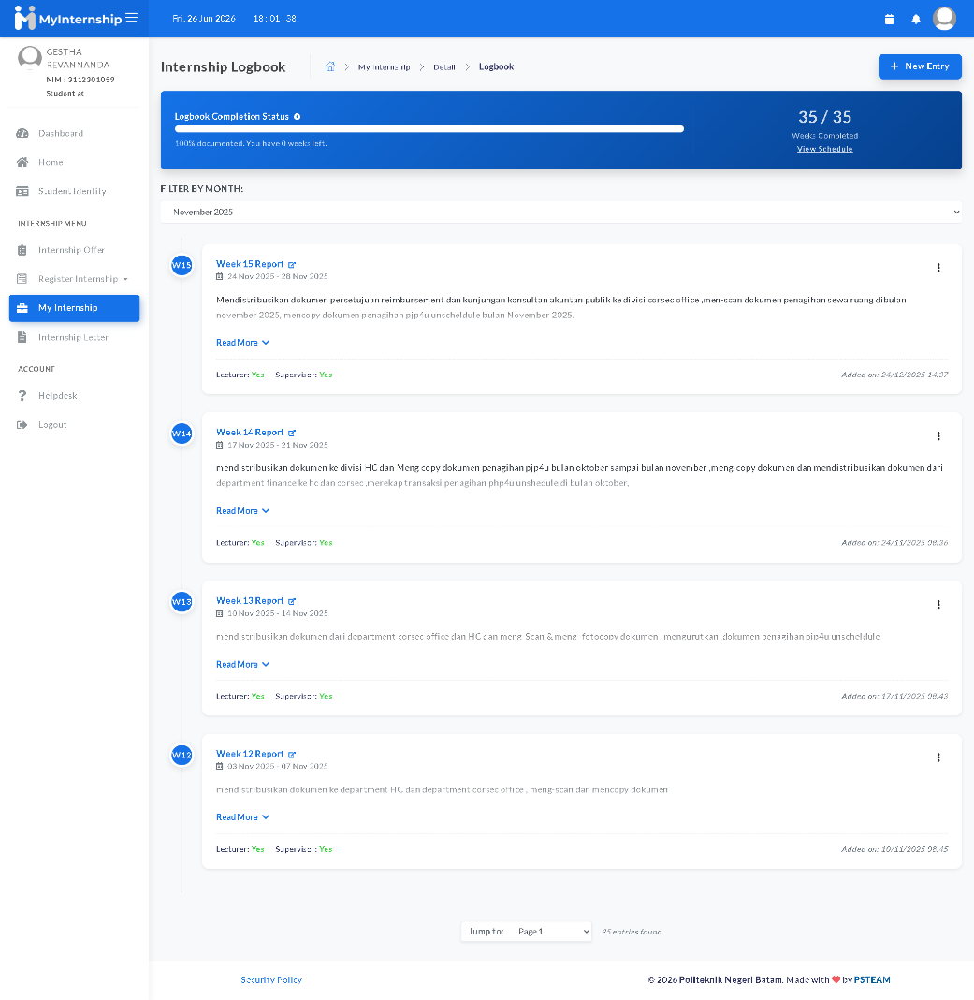 MyInternship
Fri, 26 Jun 2026 18 : 01 : 38
GESTHA
REVANNANDA
NIM : 3112301059
Student at
Dashboard
Home
Student Identity
INTERNSHIP MENU
Internship Offer
Register Internship
My Internship
Internship Letter
ACCOUNT
Helpdesk
Logout
Internship Logbook
My Internship > Detail > Logbook
+ New Entry
Logbook Completion Status
100% documented. You have 0 weeks left.
35 / 35
Weeks Completed
View Schedule
FILTER BY MONTH:
November 2025
W15
Week 15 Report
24 Nov 2025 - 28 Nov 2025
Mendistribusikan dokumen persetujuan reimbursement dan kunjungan konsultan akuntan publik ke divisi corsec office ,men-scan dokumen penagihan sewa ruang dibulan
november 2025, mencopy dokumen penagihan pjp4u unscheldule bulan November 2025.
Read More
Lecturer: Yes Supervisor: Yes
Added on: 24/12/2025 14:37
W14
Week 14 Report
17 Nov 2025 - 21 Nov 2025
mendistribusikan dokumen ke divisi HC dan Meng copy dokumen penagihan pjp4u bulan oktober sampai bulan november ,meng-copy dokumen dan mendistribusikan dokumen dari
department finance ke hc dan corsec ,merekap transaksi penagihan php4u unshedule di bulan oktober,
Read More
Lecturer: Yes Supervisor: Yes
Added on: 24/11/2025 08:36
W13
Week 13 Report
10 Nov 2025 - 14 Nov 2025
mendistribusikan dokumen dari department corsec office dan HC dan meng- Scan & meng- fotocopy dokumen , mengurutkan dokumen penagihan pjp4u unscheldule
Read More
Lecturer: Yes Supervisor: Yes
Added on: 17/11/2025 08:43
W12
Week 12 Report
03 Nov 2025 - 07 Nov 2025
mendistribusikan dokumen ke department HC dan department corsec office , meng-scan dan mencopy dokumen
Read More
Lecturer: Yes Supervisor: Yes
Added on: 10/11/2025 08:45
Jump to: Page 1
35 entries found
Security Policy
© 2026 Politeknik Negeri Batam. Made with ❤ by PSTEAM